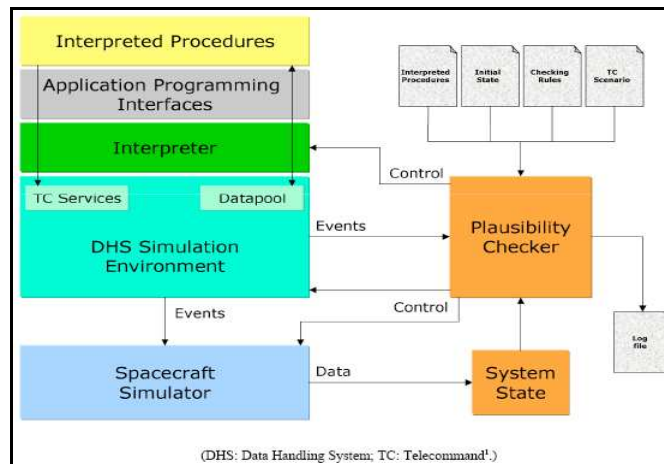 Interpreted Procedures
Application Programming
Interfaces
Interpreter
TC Services
Datapool
DHS Simulation
Environment
Events
Spacecraft
Simulator
Interpreted
Procedures
Initial
State
Checking
Rules
TC
Scenario
Control
Events
Plausibility
Checker
Control
Data
System
State
Log
file
(DHS: Data Handling System; TC: Telecommand¹.)